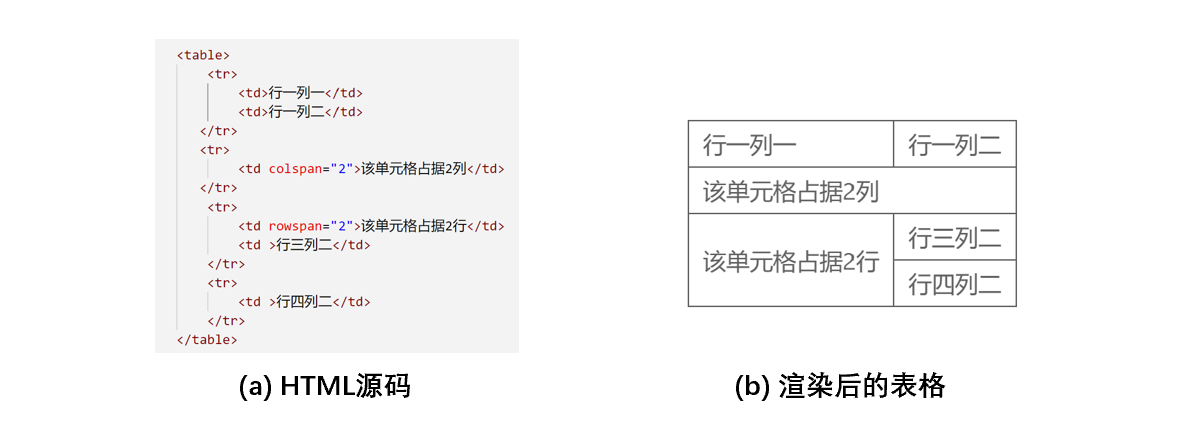 <table>
<tr>
<td>行一列一</td>
<td>行一列二</td>
</tr>
<tr>
<td colspan="2">该单元格占据2列</td>
</tr>
<tr>
<td rowspan="2">该单元格占据2行</td>
<td >行三列二</td>
</tr>
<tr>
<td >行四列二</td>
</tr>
</table>
(a) HTML源码
行一列一 行一列二
该单元格占据2列
行三列二
该单元格占据2行
行四列二
(b) 渲染后的表格